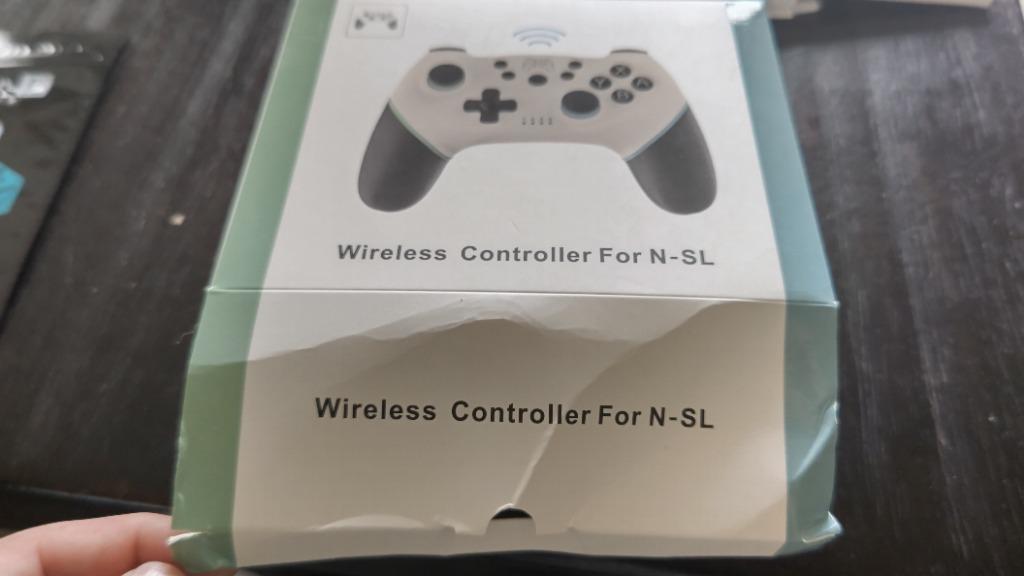 X
Y A
B
Wireless Controller For N-SL
Wireless Controller For N-SL